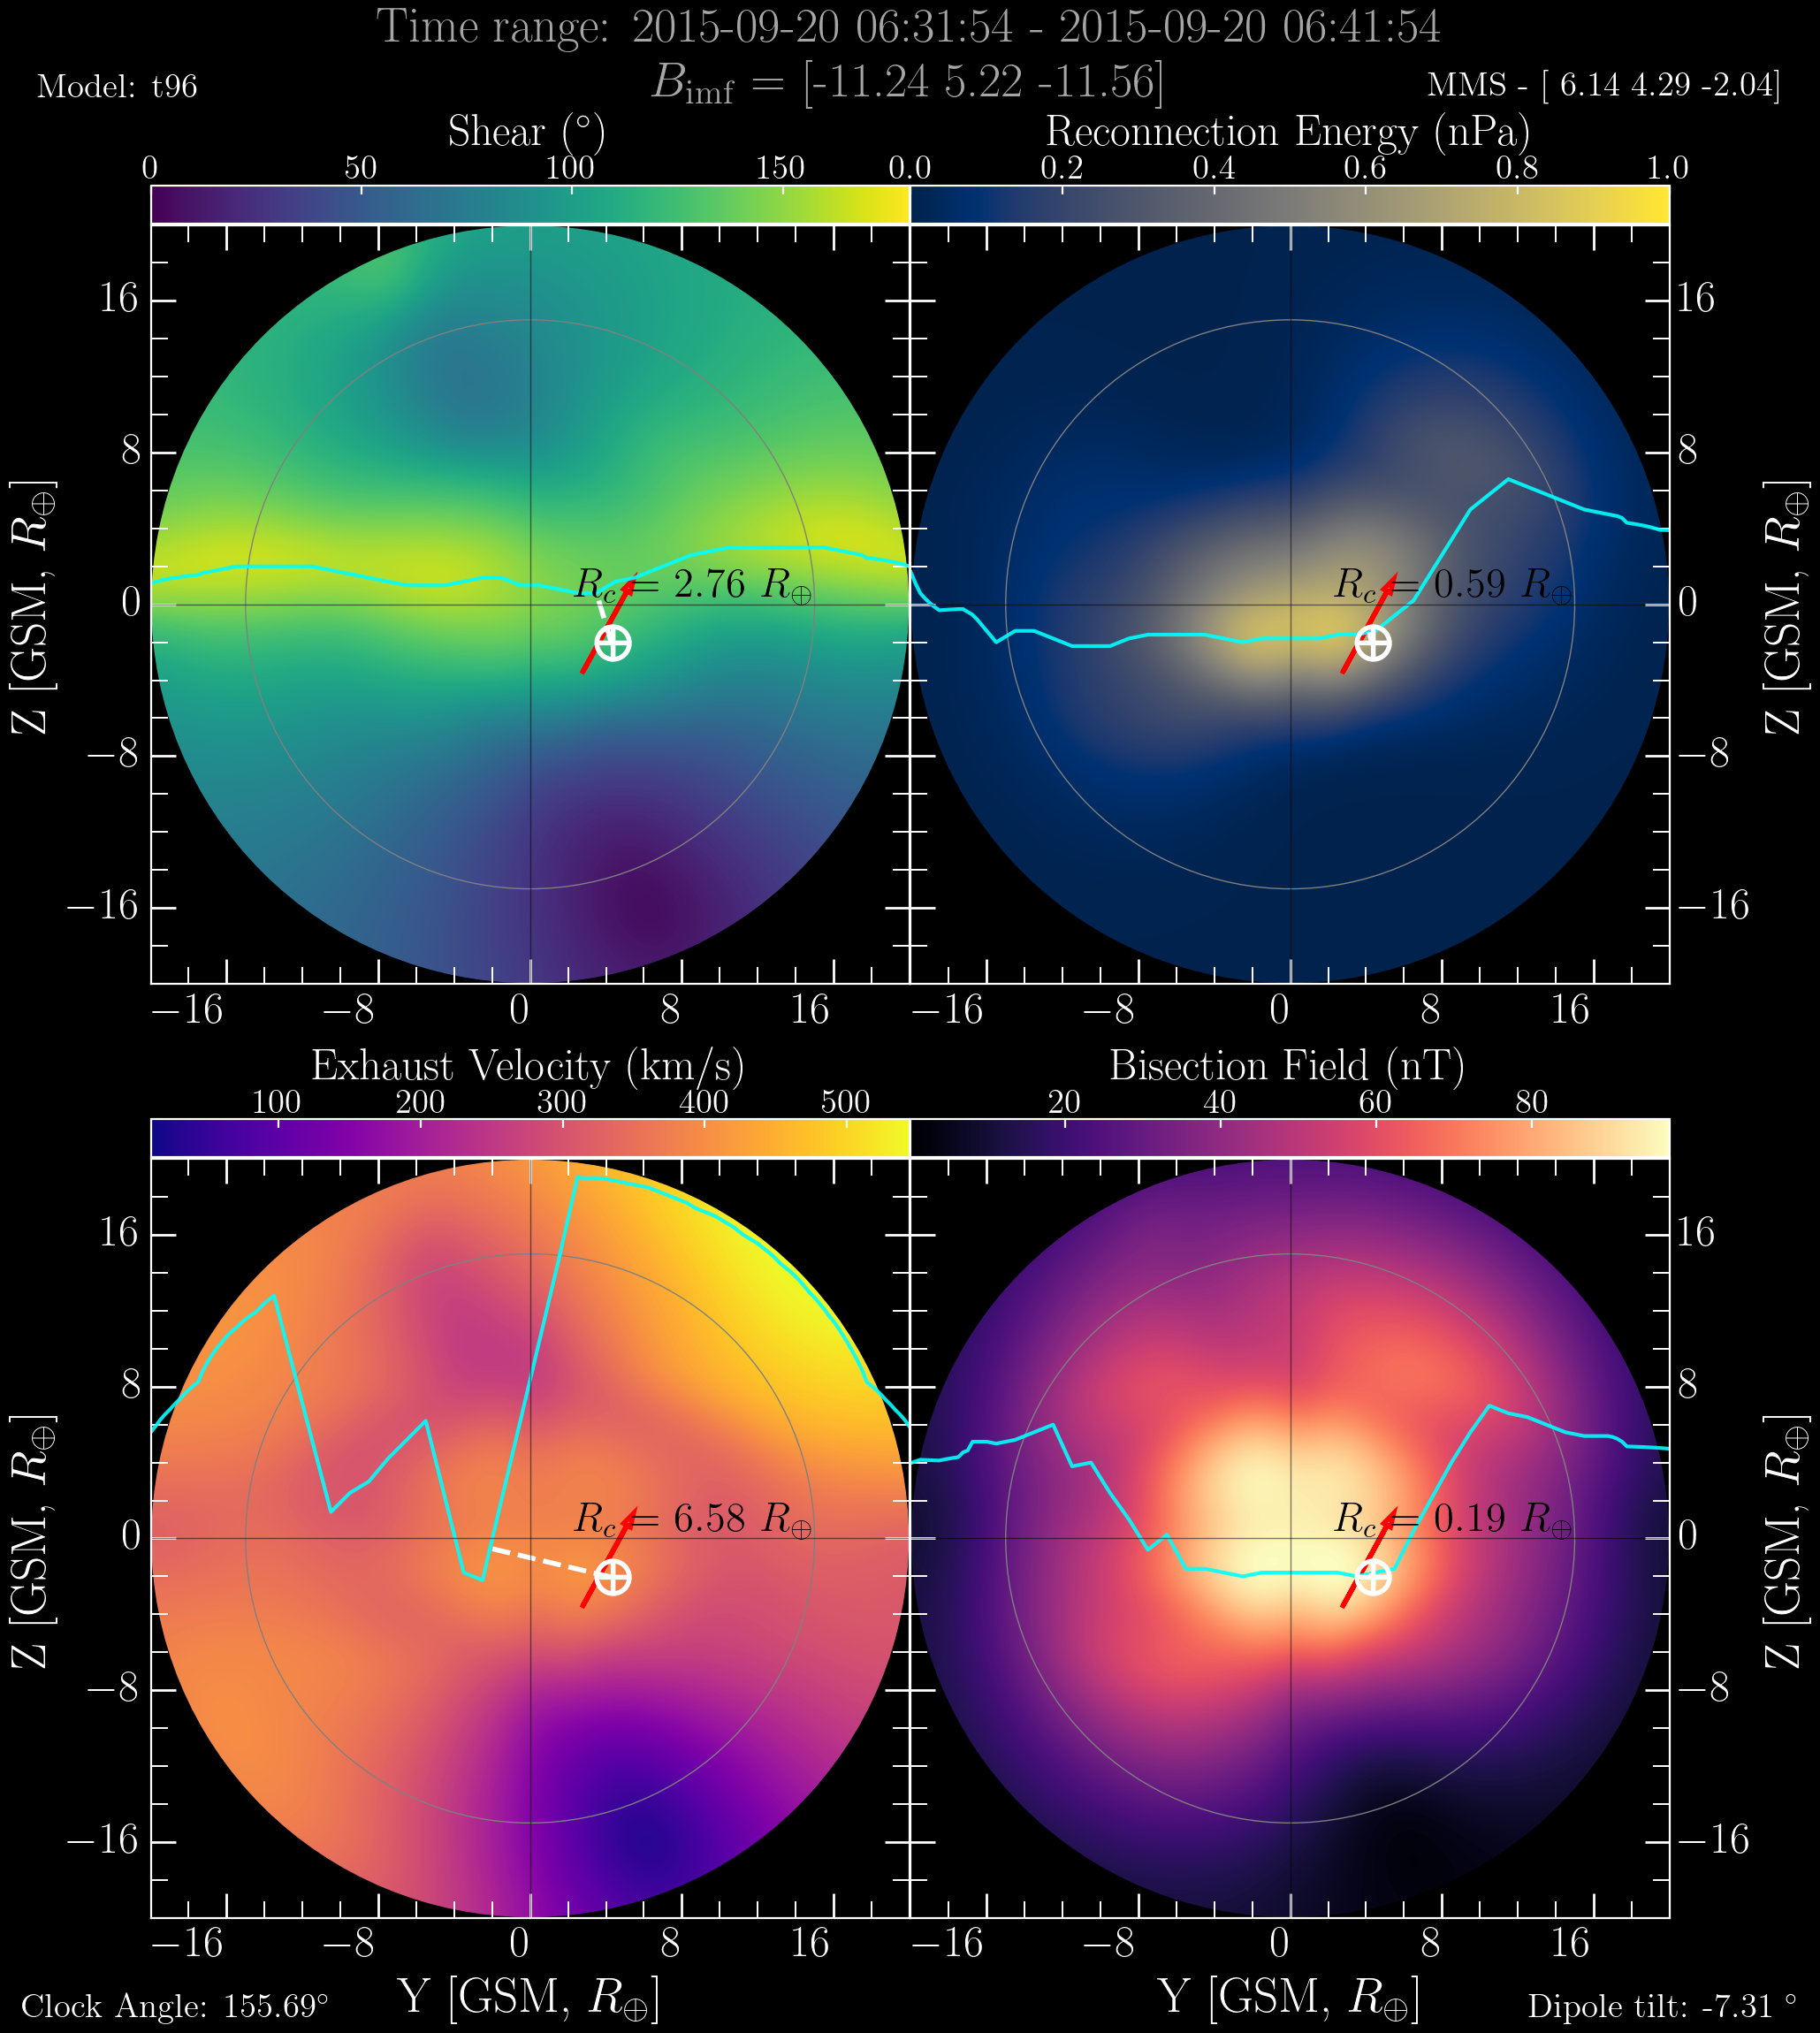 Time range: 2015-09-20 06:31:54 - 2015-09-20 06:41:54
Model: t96
B_imf = [-11.24 5.22 -11.56]
MMS - [ 6.14 4.29 -2.04]
Shear (°)
Reconnection Energy (nPa)
0 50 100 150
0.0 0.2 0.4 0.6 0.8 1.0
16
8
0
−8
−16
Z [GSM, R⊕]
R_c = 2.76 R⊕
−16 −8 0 8 16
R_c = 0.59 R⊕
16
8
0
−8
−16
Z [GSM, R⊕]
−16 −8 0 8 16
Exhaust Velocity (km/s)
Bisection Field (nT)
100 200 300 400 500
20 40 60 80
16
8
0
−8
−16
Z [GSM, R⊕]
R_c = 6.58 R⊕
−16 −8 0 8 16
Y [GSM, R⊕]
R_c = 0.19 R⊕
16
8
0
−8
−16
Z [GSM, R⊕]
−16 −8 0 8 16
Y [GSM, R⊕]
Clock Angle: 155.69°
Dipole tilt: -7.31 °